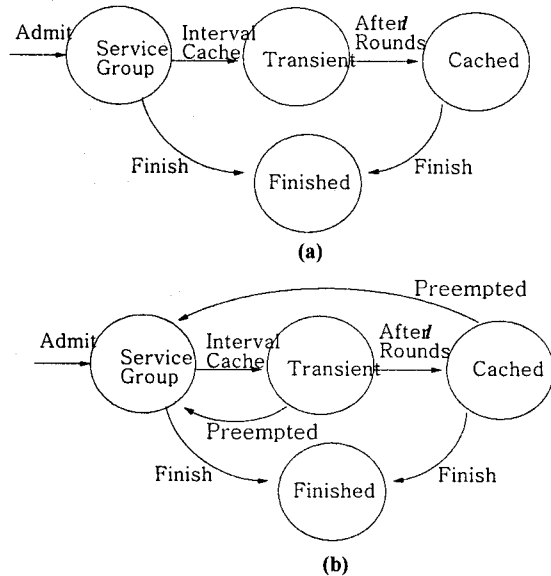 Admit
Service
Group
Interval
Cache
Transient
After l
Rounds
Cached
Finish
Finished
Finish
(a)
Preempted
Admit
Service
Group
Interval
Cache
Transient
After l
Rounds
Cached
Preempted
Finish
Finished
Finish
(b)